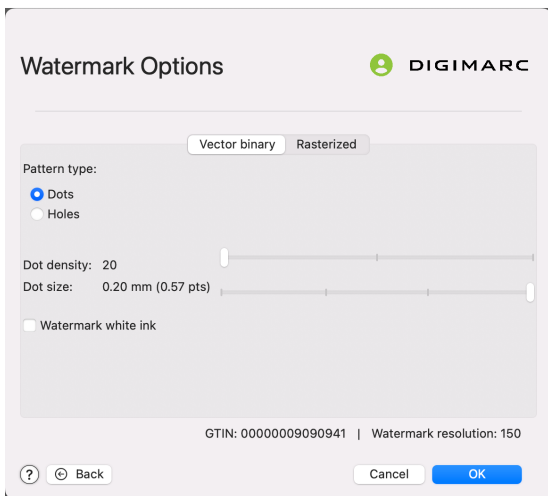 Watermark Options
DIGIMARC
Vector binary Rasterized
Pattern type:
Dots
Holes
Dot density: 20
Dot size: 0.20 mm (0.57 pts)
Watermark white ink
GTIN: 00000009090941 | Watermark resolution: 150
? Back Cancel OK